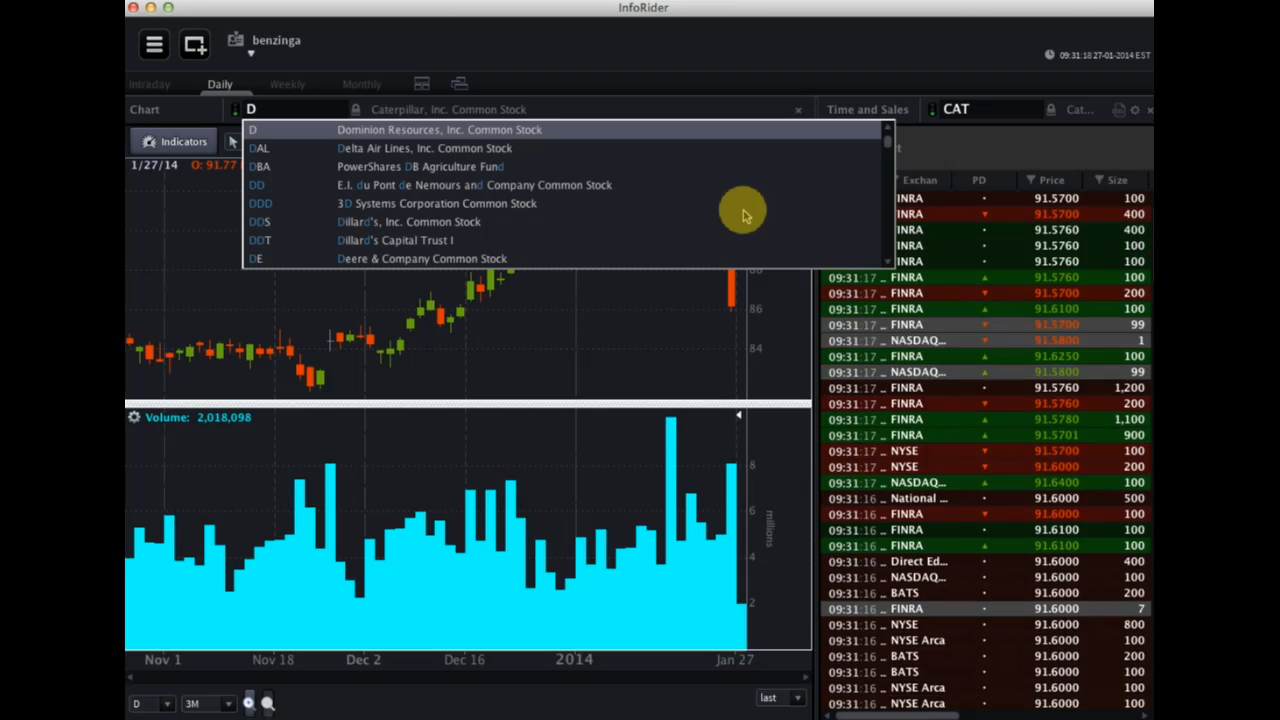 InfoRider
benzinga
09:31:18 27-01-2014 EST
Intraday Daily Weekly Monthly
Chart D Caterpillar, Inc. Common Stock × Time and Sales CAT Cat...
Indicators
D Dominion Resources, Inc. Common Stock
DAL Delta Air Lines, Inc. Common Stock
DBA PowerShares DB Agriculture Fund
DD E.I. du Pont de Nemours and Company Common Stock
DDD 3D Systems Corporation Common Stock
DDS Dillard's, Inc. Common Stock
DDT Dillard's Capital Trust I
DE Deere & Company Common Stock
1/27/14 O: 91.77
86
84
Volume: 2,018,098
8
6
4
2
millions
Nov 1 Nov 18 Dec 2 Dec 16 2014 Jan 27
D 3M last
Exchan PD Price Size
INRA 91.5700 100
INRA 91.5700 400
INRA 91.5760 400
INRA 91.5760 100
INRA 91.5760 100
09:31:17 .. FINRA 91.5700 100
09:31:17 .. FINRA 91.5700 200
09:31:17 .. FINRA 91.6100 100
09:31:17 .. FINRA 91.5700 99
09:31:17 .. NASDAQ... 91.5800 1
09:31:17 .. FINRA 91.6250 100
09:31:17 .. NASDAQ... 91.5800 99
09:31:17 .. FINRA 91.5760 1,200
09:31:17 .. FINRA 91.5760 200
09:31:17 .. FINRA 91.5780 1,100
09:31:17 .. FINRA 91.5701 900
09:31:17 .. NYSE 91.5700 100
09:31:17 .. NYSE 91.6000 200
09:31:17 .. NASDAQ... 91.6400 100
09:31:16 .. National ... 91.6000 500
09:31:16 .. FINRA 91.6000 100
09:31:16 .. FINRA 91.6100 100
09:31:16 .. FINRA 91.6100 100
09:31:16 .. Direct Ed... 91.6000 400
09:31:16 .. NASDAQ... 91.6000 100
09:31:16 .. BATS 91.6000 200
09:31:16 .. FINRA 91.6000 7
09:31:16 .. NYSE 91.6000 800
09:31:16 .. NYSE Arca 91.6000 100
09:31:16 .. BATS 91.6000 200
09:31:16 .. BATS 91.6000 100
09:31:16 .. NYSE Arca 91.6000 100
09:31:16 .. NYSE Arca 91.6000 100